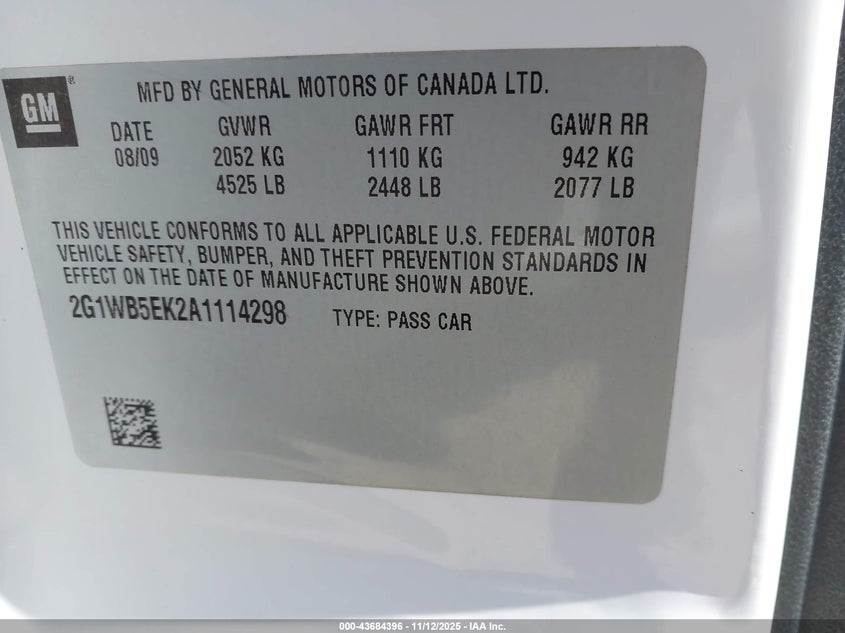 GM®
MFD BY GENERAL MOTORS OF CANADA LTD.
DATE GVWR GAWR FRT GAWR RR
08/09 2052 KG 1110 KG 942 KG
4525 LB 2448 LB 2077 LB
THIS VEHICLE CONFORMS TO ALL APPLICABLE U.S. FEDERAL MOTOR
VEHICLE SAFETY, BUMPER, AND THEFT PREVENTION STANDARDS IN
EFFECT ON THE DATE OF MANUFACTURE SHOWN ABOVE.
2G1WB5EK2A1114298 TYPE: PASS CAR
000-43684396 - 11/12/2025 - IAA Inc.